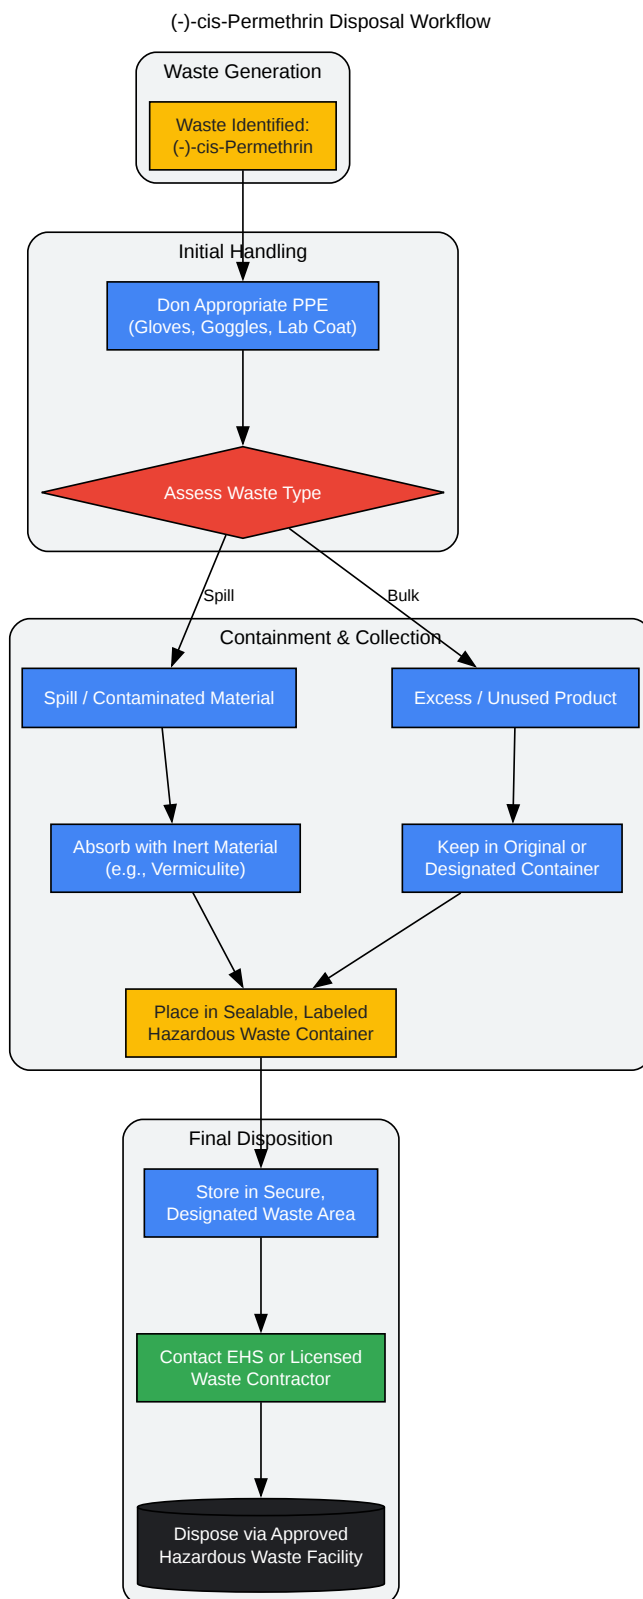 (-)-cis-Permethrin Disposal Workflow
Waste Generation
Waste Identified:
(-)-cis-Permethrin
Initial Handling
Don Appropriate PPE
(Gloves, Goggles, Lab Coat)
Assess Waste Type
Spill
Bulk
Containment & Collection
Spill / Contaminated Material
Excess / Unused Product
Absorb with Inert Material
(e.g., Vermiculite)
Keep in Original or
Designated Container
Place in Sealable, Labeled
Hazardous Waste Container
Final Disposition
Store in Secure,
Designated Waste Area
Contact EHS or Licensed
Waste Contractor
Dispose via Approved
Hazardous Waste Facility